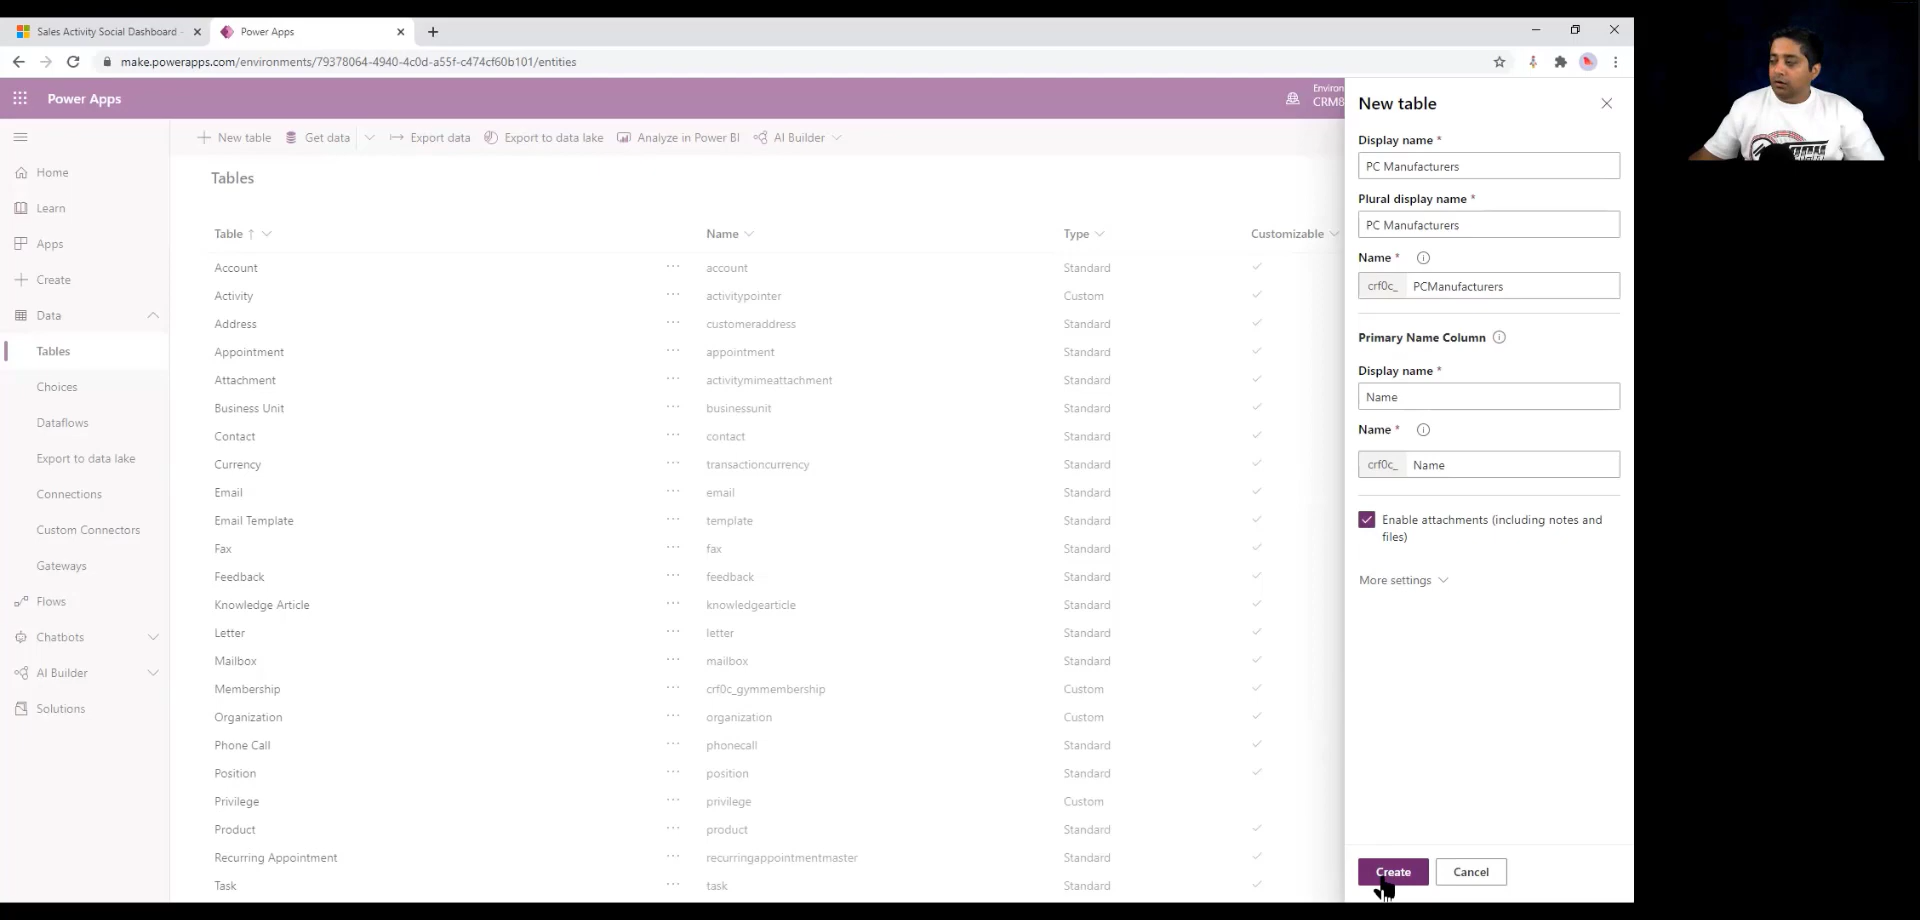 Sales Activity Social Dashboard -
Power Apps
make.powerapps.com/environments/79378064-4940-4c0d-a55f-c474cf60b101/entities
Power Apps
Environ
CRM8
New table
Get data
Export data
Export to data lake
Analyze in Power BI
AI Builder
Home
Learn
Apps
Create
Data
Tables
Choices
Dataflows
Export to data lake
Connections
Custom Connectors
Gateways
Flows
Chatbots
AI Builder
Solutions
Tables
Table ↑ Name Type Customizable
Account ... account Standard
Activity ... activitypointer Custom
Address ... customeraddress Standard
Appointment ... appointment Standard
Attachment ... activitymimeattachment Standard
Business Unit ... businessunit Standard
Contact ... contact Standard
Currency ... transactioncurrency Standard
Email ... email Standard
Email Template ... template Standard
Fax ... fax Standard
Feedback ... feedback Standard
Knowledge Article ... knowledgearticle Standard
Letter ... letter Standard
Mailbox ... mailbox Standard
Membership ... crf0c_gymmembership Custom
Organization ... organization Custom
Phone Call ... phonecall Standard
Position ... position Standard
Privilege ... privilege Custom
Product ... product Standard
Recurring Appointment ... recurringappointmentmaster Standard
Task ... task Standard
New table
Display name *
PC Manufacturers
Plural display name *
PC Manufacturers
Name *
crf0c_ PCManufacturers
Primary Name Column
Display name *
Name
Name *
crf0c_ Name
Enable attachments (including notes and
files)
More settings
Create Cancel